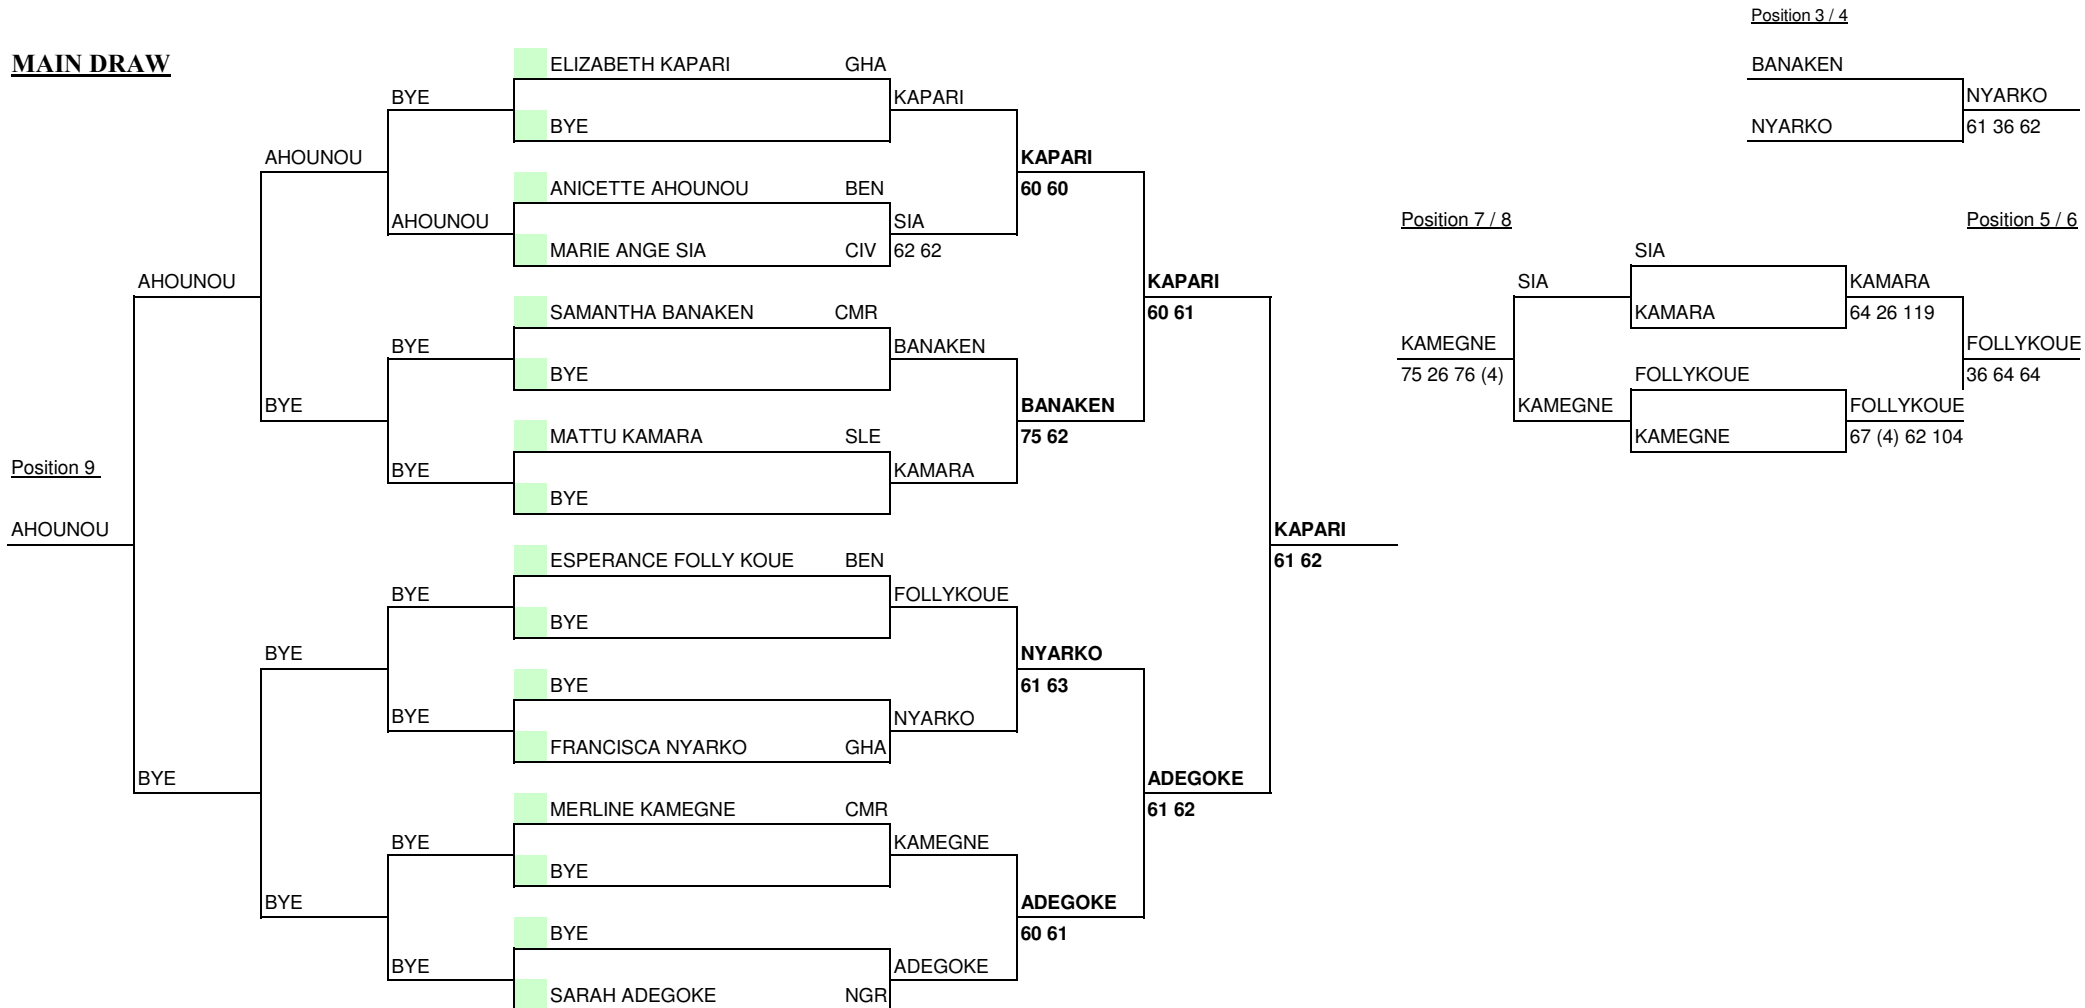 Position 3 / 4
MAIN DRAW
BANAKEN
ELIZABETH KAPARI GHA
BYE KAPARI NYARKO
BYE NYARKO 61 36 62
AHOUNOU KAPARI
ANICETTE AHOUNOU BEN 60 60
AHOUNOU SIA Position 7 / 8 Position 5 / 6
MARIE ANGE SIA CIV 62 62 SIA
AHOUNOU KAPARI SIA KAMARA
SAMANTHA BANAKEN CMR 60 61 KAMARA 64 26 119
BYE BANAKEN KAMEGNE FOLLYKOUE
BYE 75 26 76 (4) FOLLYKOUE 36 64 64
BYE BANAKEN KAMEGNE FOLLYKOUE
MATTU KAMARA SLE 75 62 KAMEGNE 67 (4) 62 104
Position 9 BYE KAMARA
BYE
AHOUNOU KAPARI
ESPERANCE FOLLY KOUE BEN 61 62
BYE FOLLYKOUE
BYE
BYE NYARKO
BYE 61 63
BYE NYARKO
FRANCISCA NYARKO GHA
BYE ADEGOKE
MERLINE KAMEGNE CMR 61 62
BYE KAMEGNE
BYE
BYE ADEGOKE
BYE 60 61
BYE ADEGOKE
SARAH ADEGOKE NGR